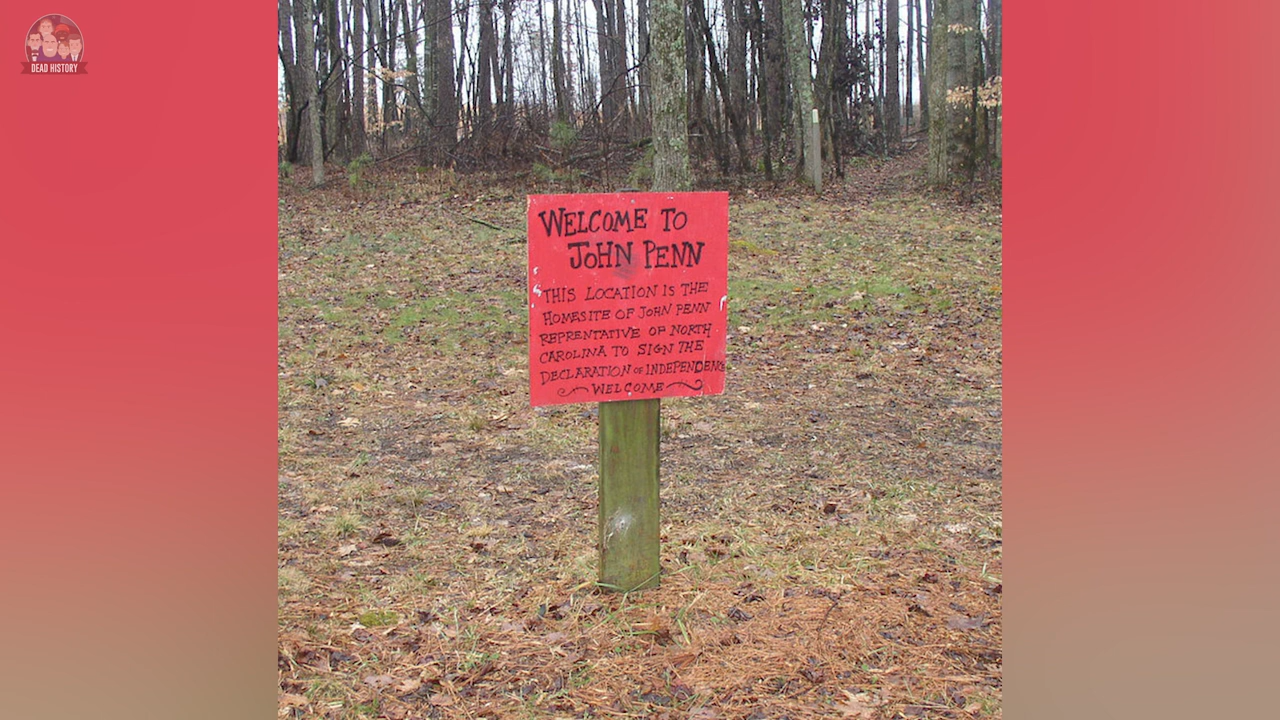 DEAD HISTORY
WELCOME TO
JOHN PENN
THIS LOCATION IS THE
HOMESITE OF JOHN PENN
REPRENTATIVE OF NORTH
CAROLINA TO SIGN THE
DECLARATION OF INDEPENDENCE
WELCOME